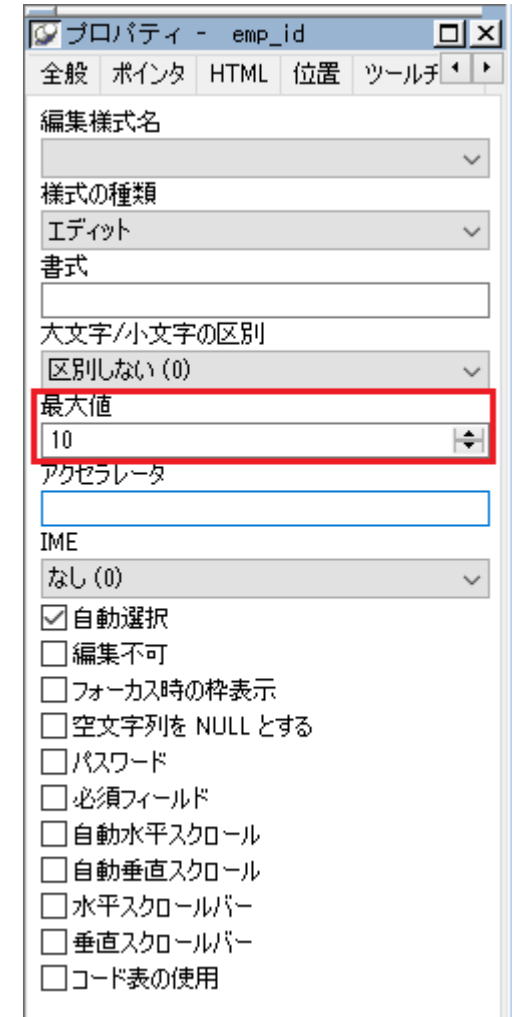 プロパティ - emp_id
全般 ポインタ HTML 位置 ツールチ
編集様式名
様式の種類
エディット
書式
大文字/小文字の区別
区別しない (0)
最大値
10
アクセラレータ
IME
なし (0)
自動選択
編集不可
フォーカス時の枠表示
空文字列を NULL とする
パスワード
必須フィールド
自動水平スクロール
自動垂直スクロール
水平スクロールバー
垂直スクロールバー
コード表の使用